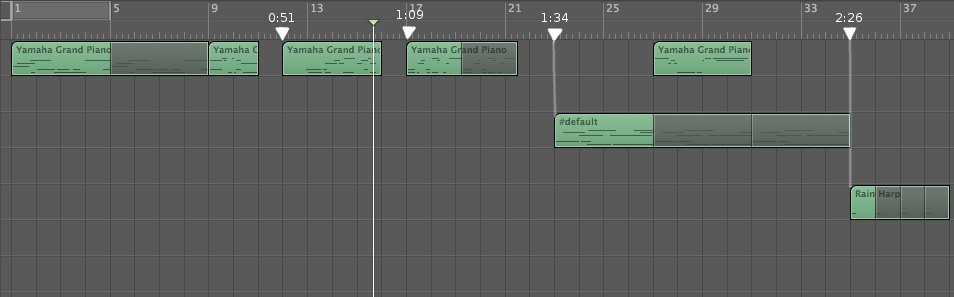 1 5 9 13 17 21 25 29 33 37
0:51 1:09 1:34 2:26
Yamaha Grand Piano Yamaha G Yamaha Grand Piano Yamaha Grand Piano Yamaha Grand Piano
#default
Rain Harp